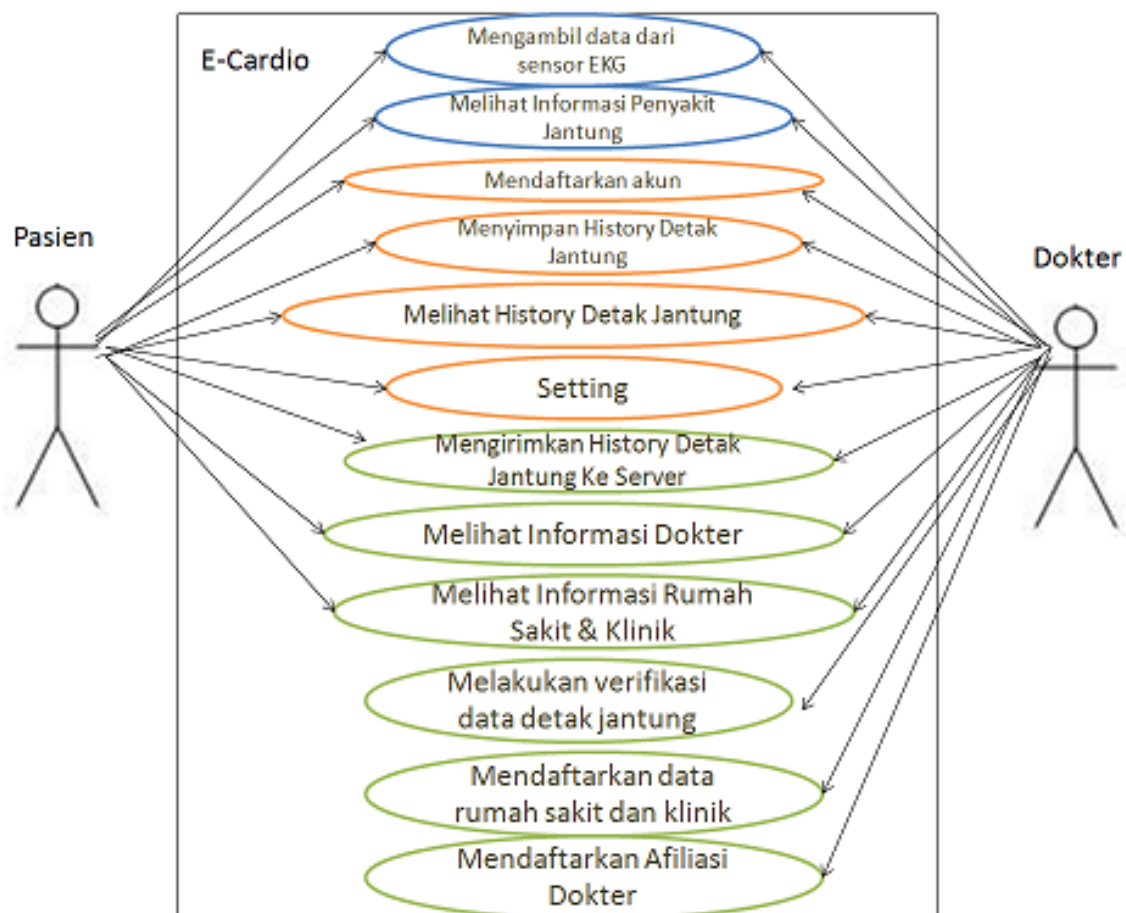 E-Cardio
Mengambil data dari
sensor EKG
Melihat Informasi Penyakit
Jantung
Mendaftarkan akun
Pasien
Menyimpan History Detak
Jantung
Dokter
Melihat History Detak Jantung
Setting
Mengirimkan History Detak
Jantung Ke Server
Melihat Informasi Dokter
Melihat Informasi Rumah
Sakit & Klinik
Melakukan verifikasi
data detak jantung
Mendaftarkan data
rumah sakit dan klinik
Mendaftarkan Afiliasi
Dokter